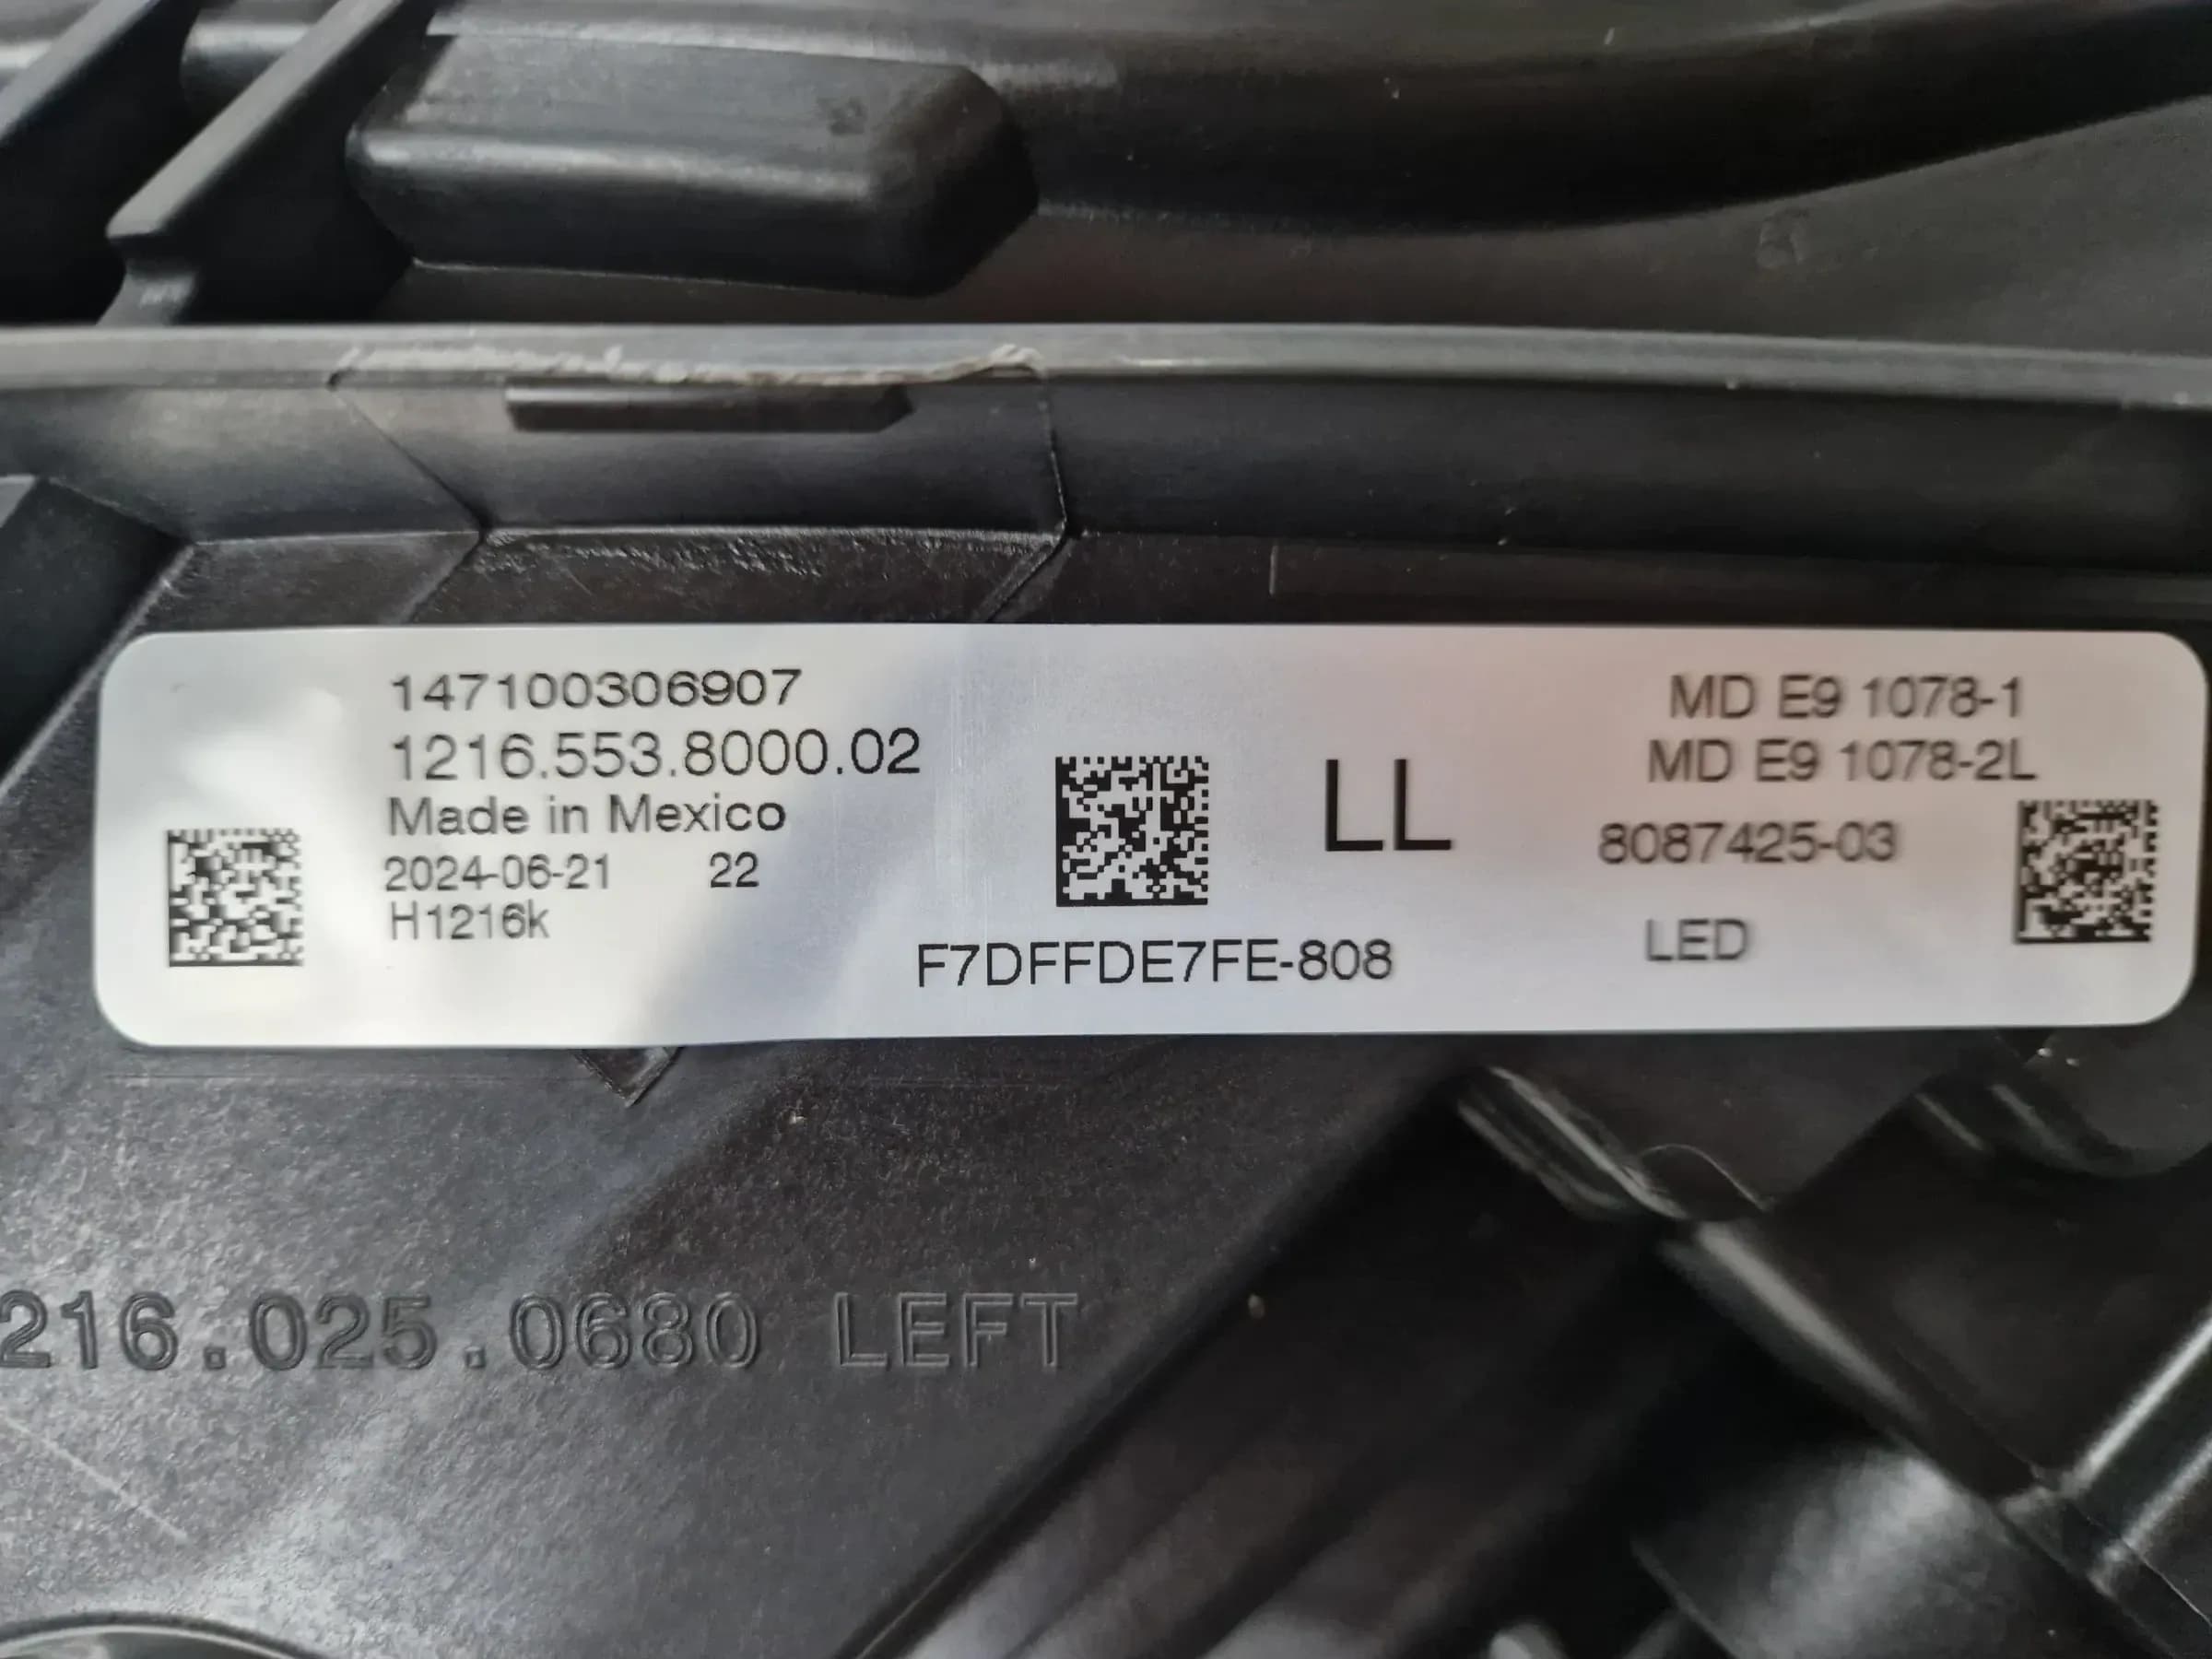 147100306907
1216.553.8000.02
Made in Mexico
2024-06-21 22
H1216k
LL
F7DFFDE7FE-808
MD E9 1078-1
MD E9 1078-2L
8087425-03
LED
216.025.0680 LEFT